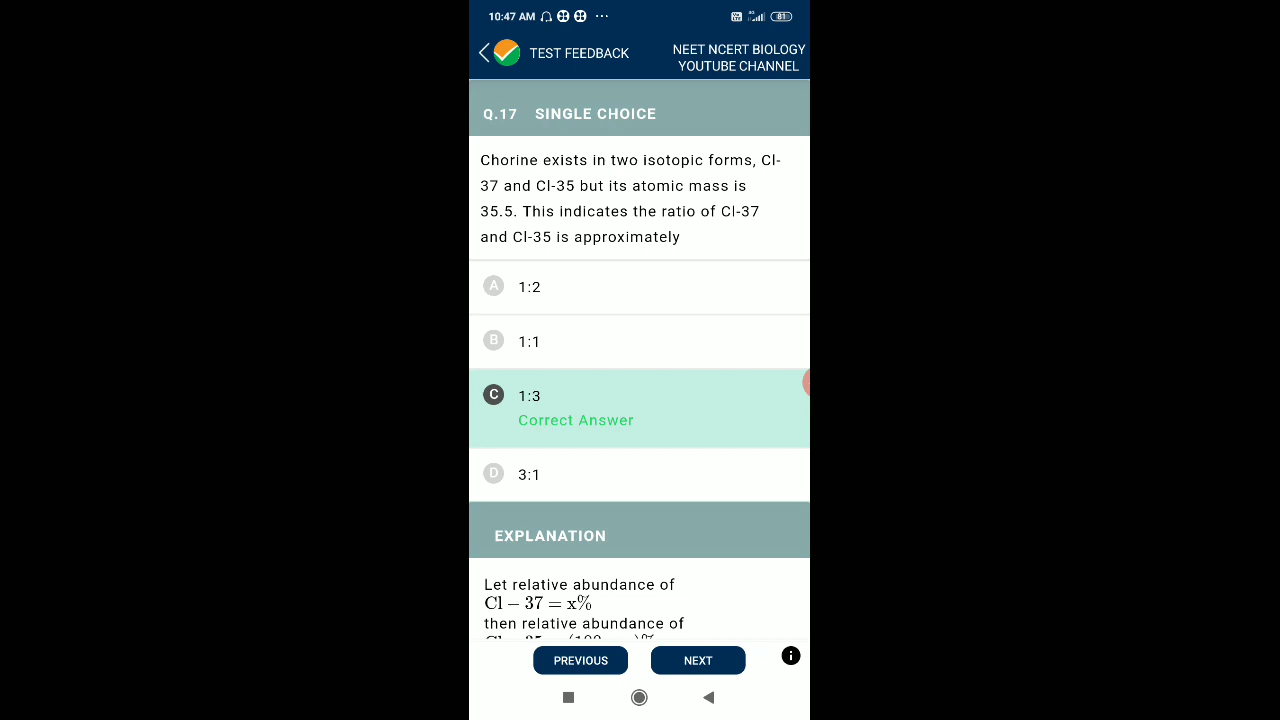 10:47 AM ··· 81
TEST FEEDBACK
NEET NCERT BIOLOGY
YOUTUBE CHANNEL
Q.17 SINGLE CHOICE
Chorine exists in two isotopic forms, Cl-
37 and Cl-35 but its atomic mass is
35.5. This indicates the ratio of Cl-37
and Cl-35 is approximately
A 1:2
B 1:1
C 1:3
Correct Answer
D 3:1
EXPLANATION
Let relative abundance of
Cl – 37 = x%
then relative abundance of
PREVIOUS NEXT